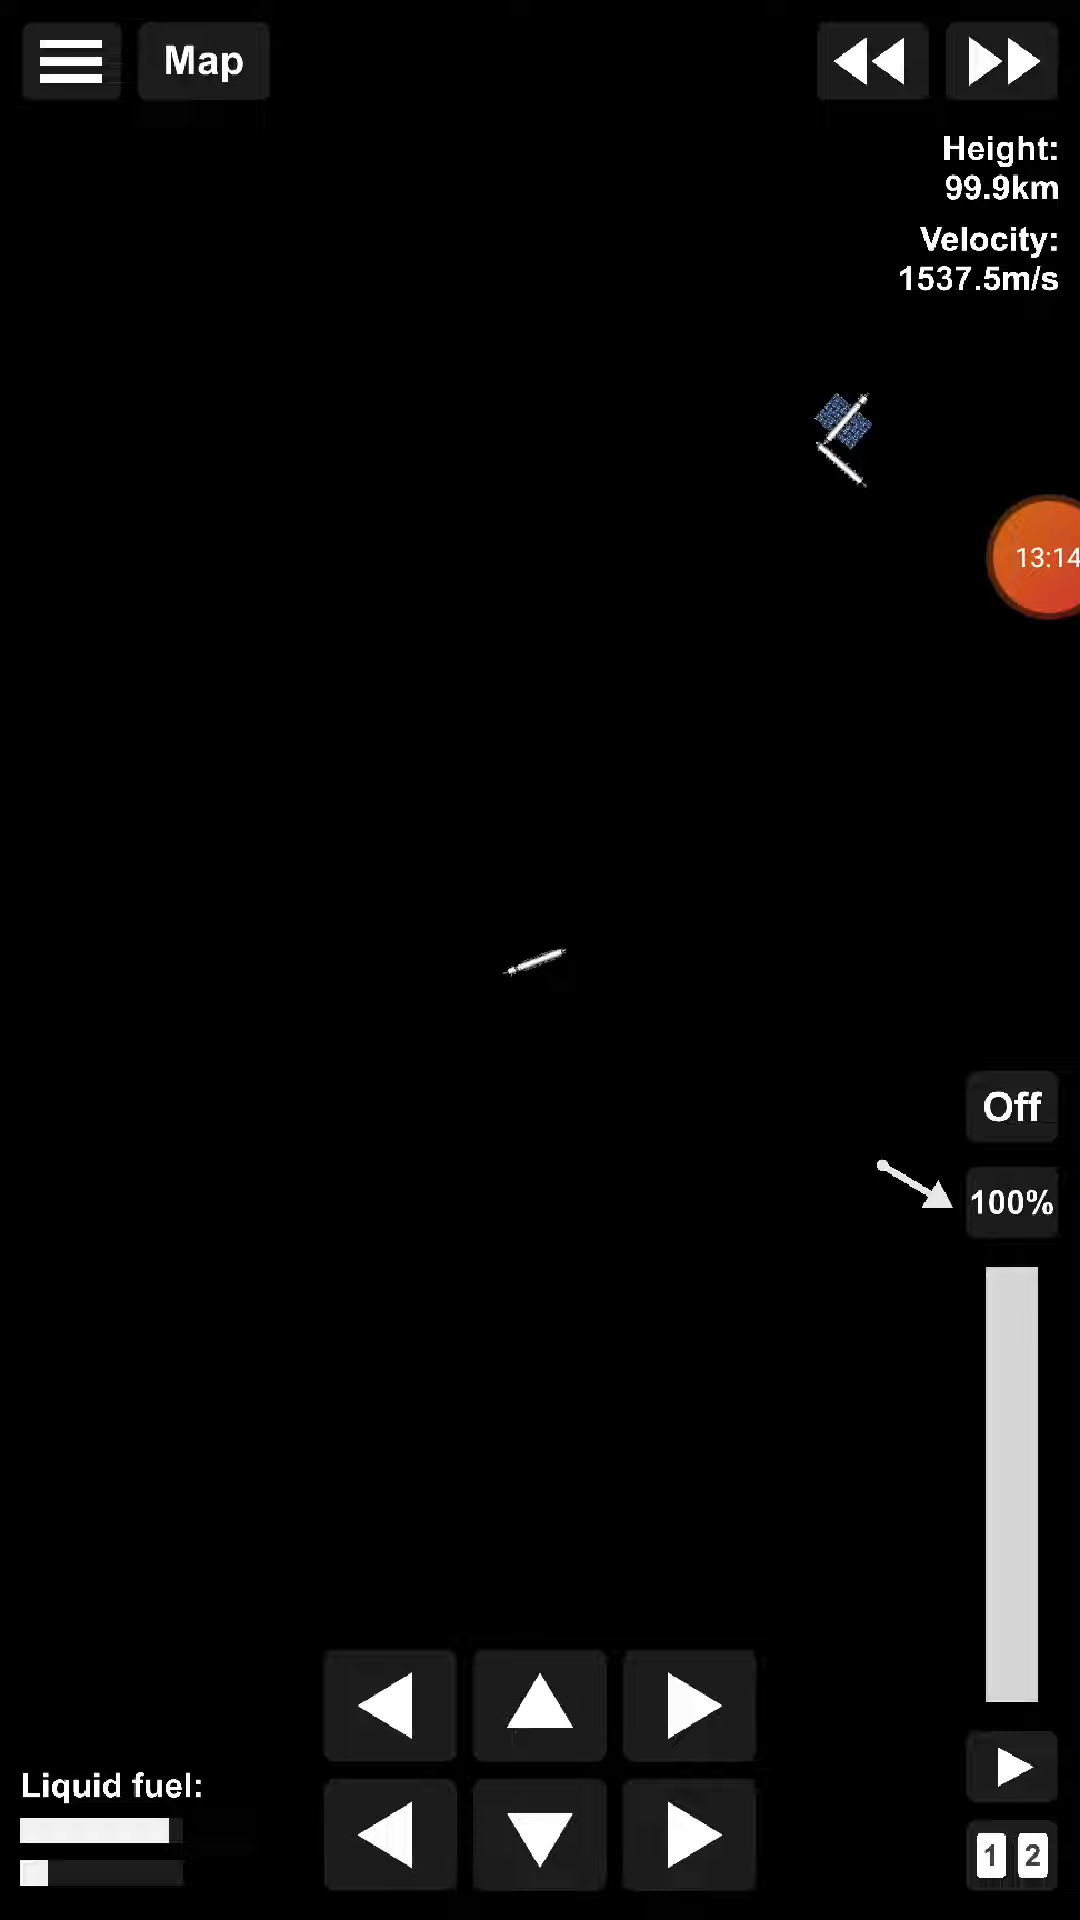 Map
Height:
99.9km
Velocity:
1537.5m/s
13:14
Off
100%
Liquid fuel:
1 2